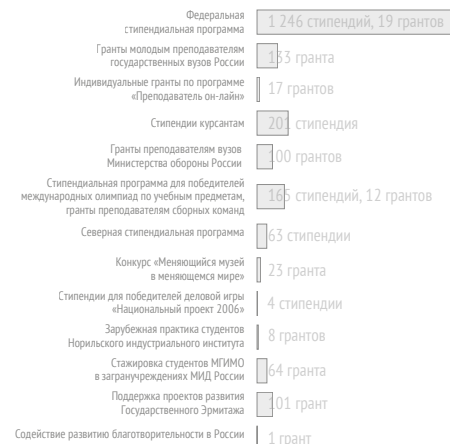 Федеральная
стипендиальная программа
1 246 стипендий, 19 грантов
Гранты молодым преподавателям
государственных вузов России
133 гранта
Индивидуальные гранты по программе
«Преподаватель он-лайн»
17 грантов
Стипендии курсантам
201 стипендия
Гранты преподавателям вузов
Министерства обороны России
100 грантов
Стипендиальная программа для победителей
международных олимпиад по учебным предметам,
гранты преподавателям сборных команд
165 стипендий, 12 грантов
Северная стипендиальная программа
63 стипендии
Конкурс «Меняющийся музей
в меняющемся мире»
23 гранта
Стипендии для победителей деловой игры
«Национальный проект 2006»
4 стипендии
Зарубежная практика студентов
Норильского индустриального института
8 грантов
Стажировка студентов МГИМО
в загранучреждениях МИД России
64 гранта
Поддержка проектов развития
Государственного Эрмитажа
101 грант
Содействие развитию благотворительности в России
1 грант